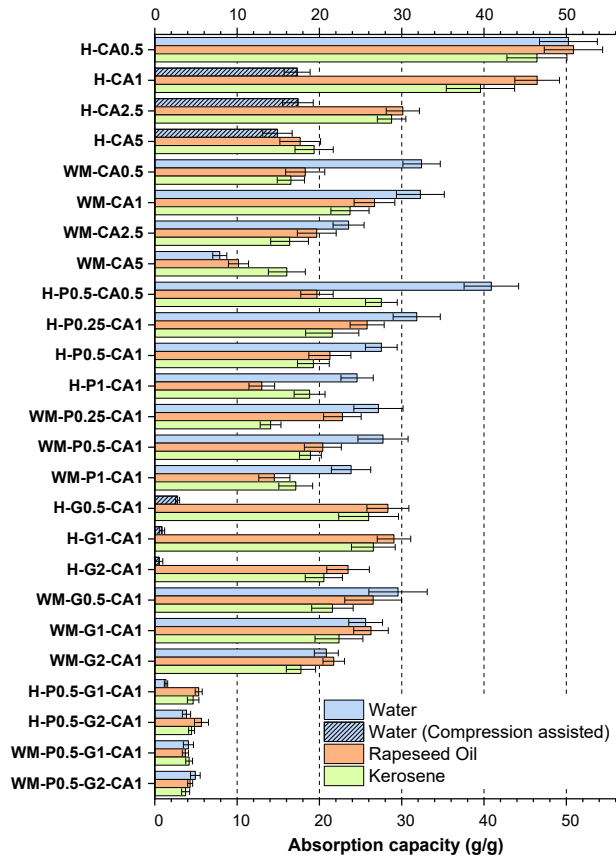 0 10 20 30 40 50
H-CA0.5
H-CA1
H-CA2.5
H-CA5
WM-CA0.5
WM-CA1
WM-CA2.5
WM-CA5
H-P0.5-CA0.5
H-P0.25-CA1
H-P0.5-CA1
H-P1-CA1
WM-P0.25-CA1
WM-P0.5-CA1
WM-P1-CA1
H-G0.5-CA1
H-G1-CA1
H-G2-CA1
WM-G0.5-CA1
WM-G1-CA1
WM-G2-CA1
H-P0.5-G1-CA1
H-P0.5-G2-CA1
WM-P0.5-G1-CA1
WM-P0.5-G2-CA1
Water
Water (Compression assisted)
Rapeseed Oil
Kerosene
0 10 20 30 40 50
Absorption capacity (g/g)